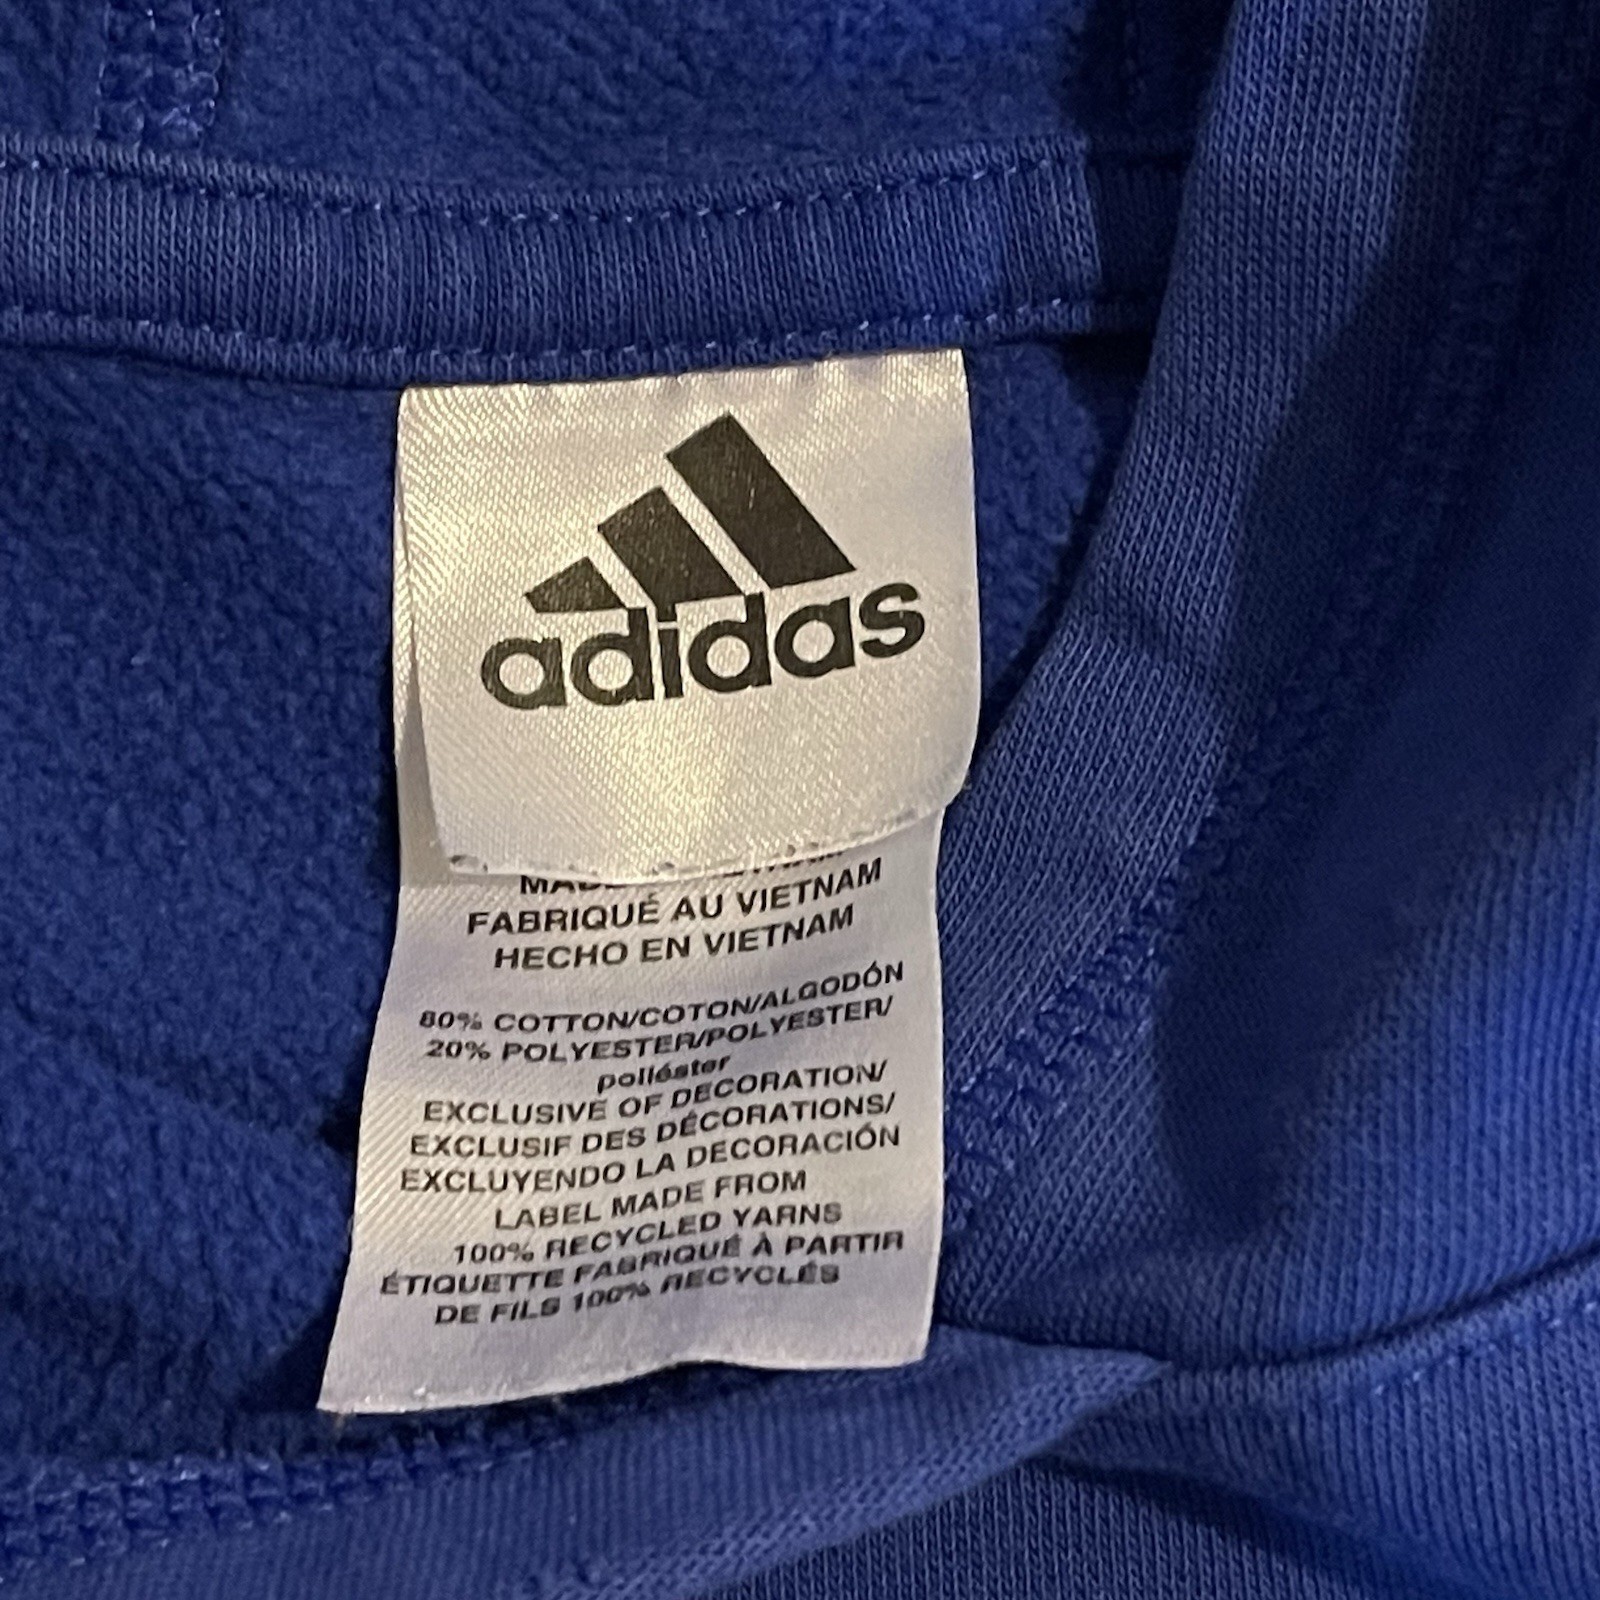 adidas
FABRIQUÉ AU VIETNAM
HECHO EN VIETNAM
80% COTTON/COTON/ALGODÓN
20% POLYESTER/POLYESTER/
poliéster
EXCLUSIVE OF DECORATION/
EXCLUSIF DES DÉCORATIONS/
EXCLUYENDO LA DECORACIÓN
LABEL MADE FROM
100% RECYCLED YARNS
ÉTIQUETTE FABRIQUÉ À PARTIR
DE FILS 100% RECYCLÉS